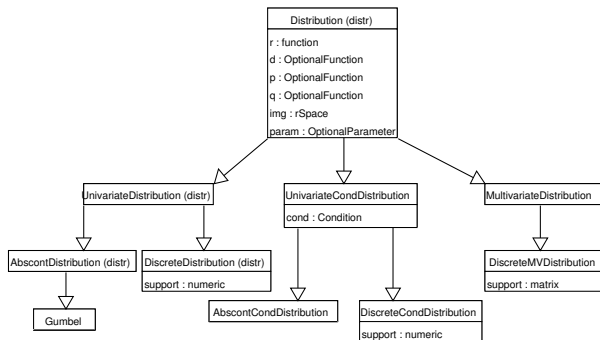 Distribution (distr)
r : function
d : OptionalFunction
p : OptionalFunction
q : OptionalFunction
img : rSpace
param : OptionalParameter
UnivariateDistribution (distr)
UnivariateCondDistribution
cond : Condition
MultivariateDistribution
AbscontDistribution (distr)
DiscreteDistribution (distr)
support : numeric
DiscreteMVDistribution
support : matrix
Gumbel
AbscontCondDistribution
DiscreteCondDistribution
support : numeric